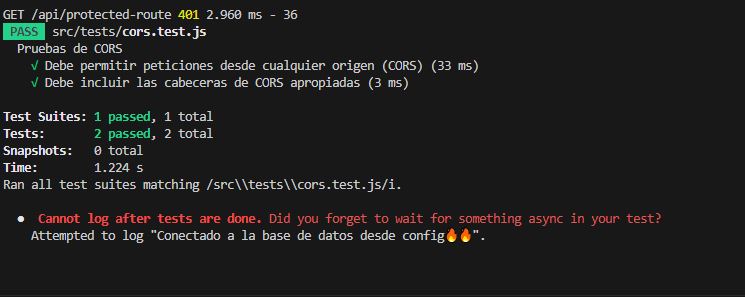 GET /api/protected-route 401 2.960 ms - 36
PASS src/tests/cors.test.js
Pruebas de CORS
√ Debe permitir peticiones desde cualquier origen (CORS) (33 ms)
√ Debe incluir las cabeceras de CORS apropiadas (3 ms)
Test Suites: 1 passed, 1 total
Tests: 2 passed, 2 total
Snapshots: 0 total
Time: 1.224 s
Ran all test suites matching /src\\tests\\cors.test.js/i.
● Cannot log after tests are done. Did you forget to wait for something async in your test?
Attempted to log "Conectado a la base de datos desde config🔥🔥".